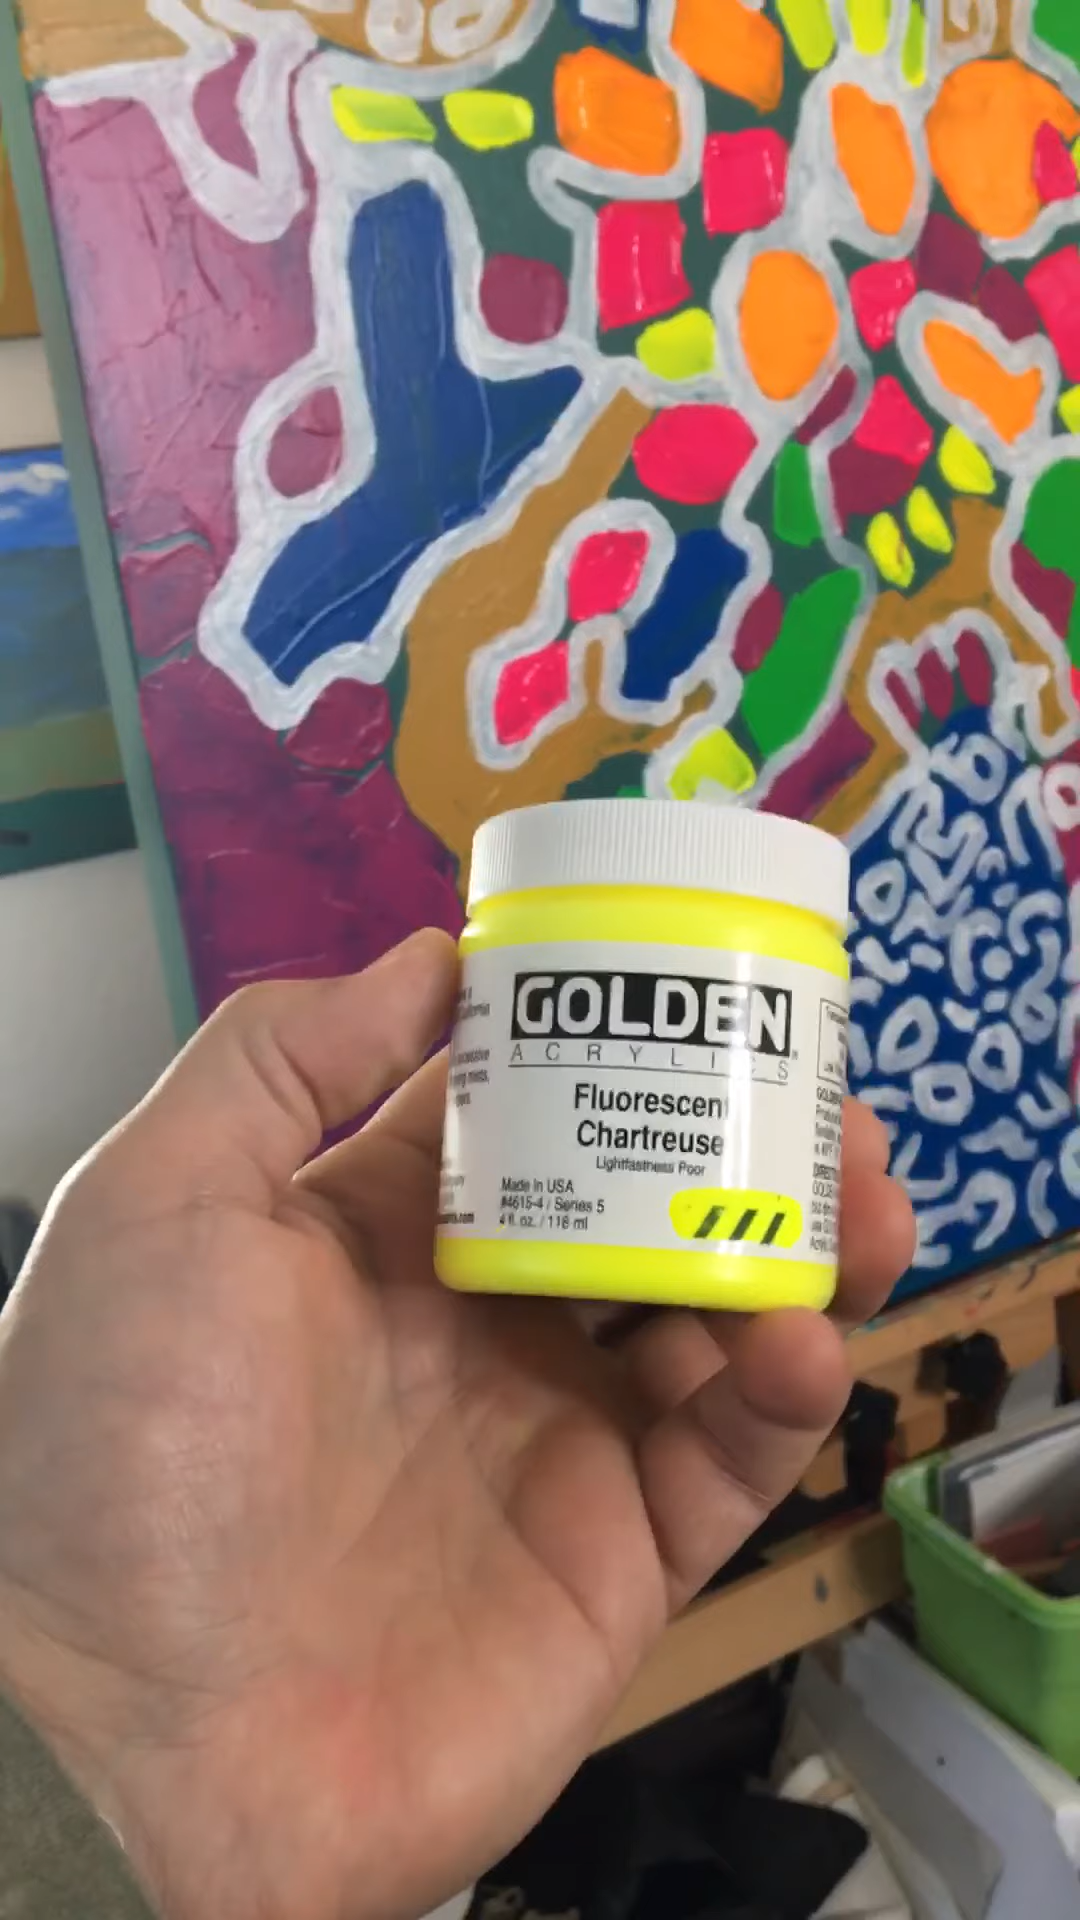 GOLDEN
ACRYLICS
Fluorescent
Chartreuse
Lightfastness Poor
Made in USA
#4615-4 / Series 5
4 fl. oz. / 118 ml